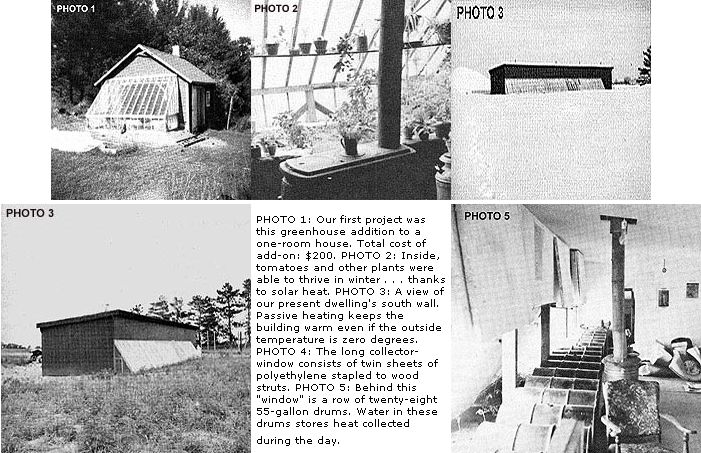 PHOTO 1
PHOTO 2
PHOTO 3
PHOTO 3
PHOTO 1: Our first project was
this greenhouse addition to a
one-room house. Total cost of
add-on: $200. PHOTO 2: Inside,
tomatoes and other plants were
able to thrive in winter . . . thanks
to solar heat. PHOTO 3: A view of
our present dwelling's south wall.
Passive heating keeps the
building warm even if the outside
temperature is zero degrees.
PHOTO 4: The long collector-
window consists of twin sheets of
polyethylene stapled to wood
struts. PHOTO 5: Behind this
"window" is a row of twenty-eight
55-gallon drums. Water in these
drums stores heat collected
during the day.
PHOTO 5